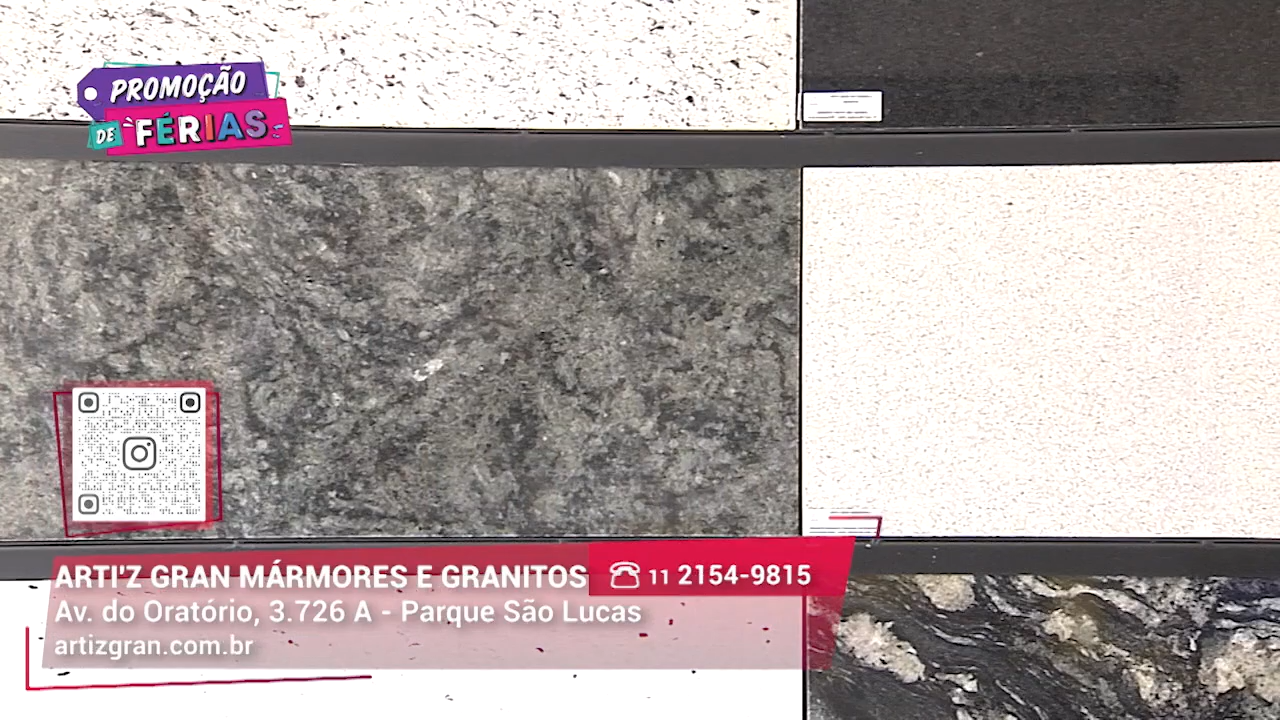 PROMOÇÃO
DE FÉRIAS
ARTI'Z GRAN MÁRMORES E GRANITOS
11 2154-9815
Av. do Oratório, 3.726 A - Parque São Lucas
artizgran.com.br